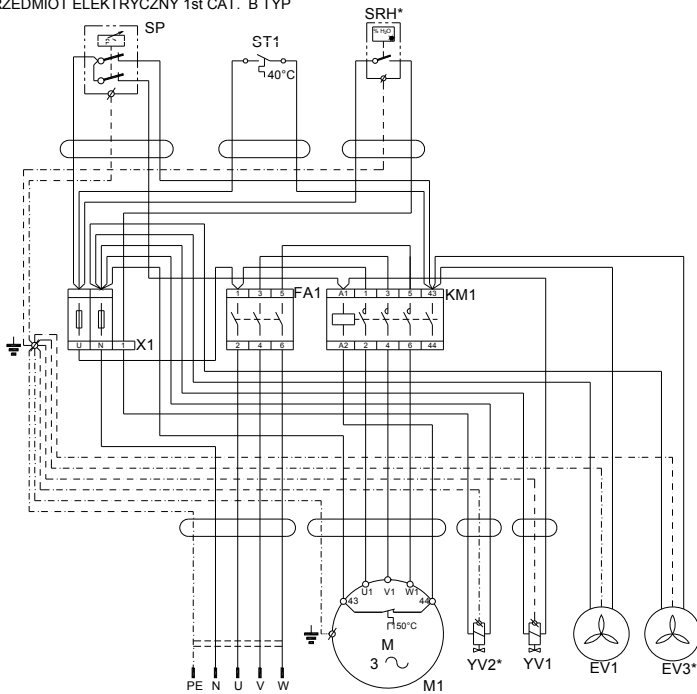 RZEDMIOT ELEKTRYCZNY 1st CAT. B TYP
SP
ST1
SRH*
% H₂O
40°C
1 3 5
FA1
A1 1 3 5 43
KM1
U N 1
X1
2 4 6
A2 2 4 6 44
U1 V1 W1
43 44
150°C
M
3
M1
YV2*
YV1
EV1
EV3*
PE N U V W